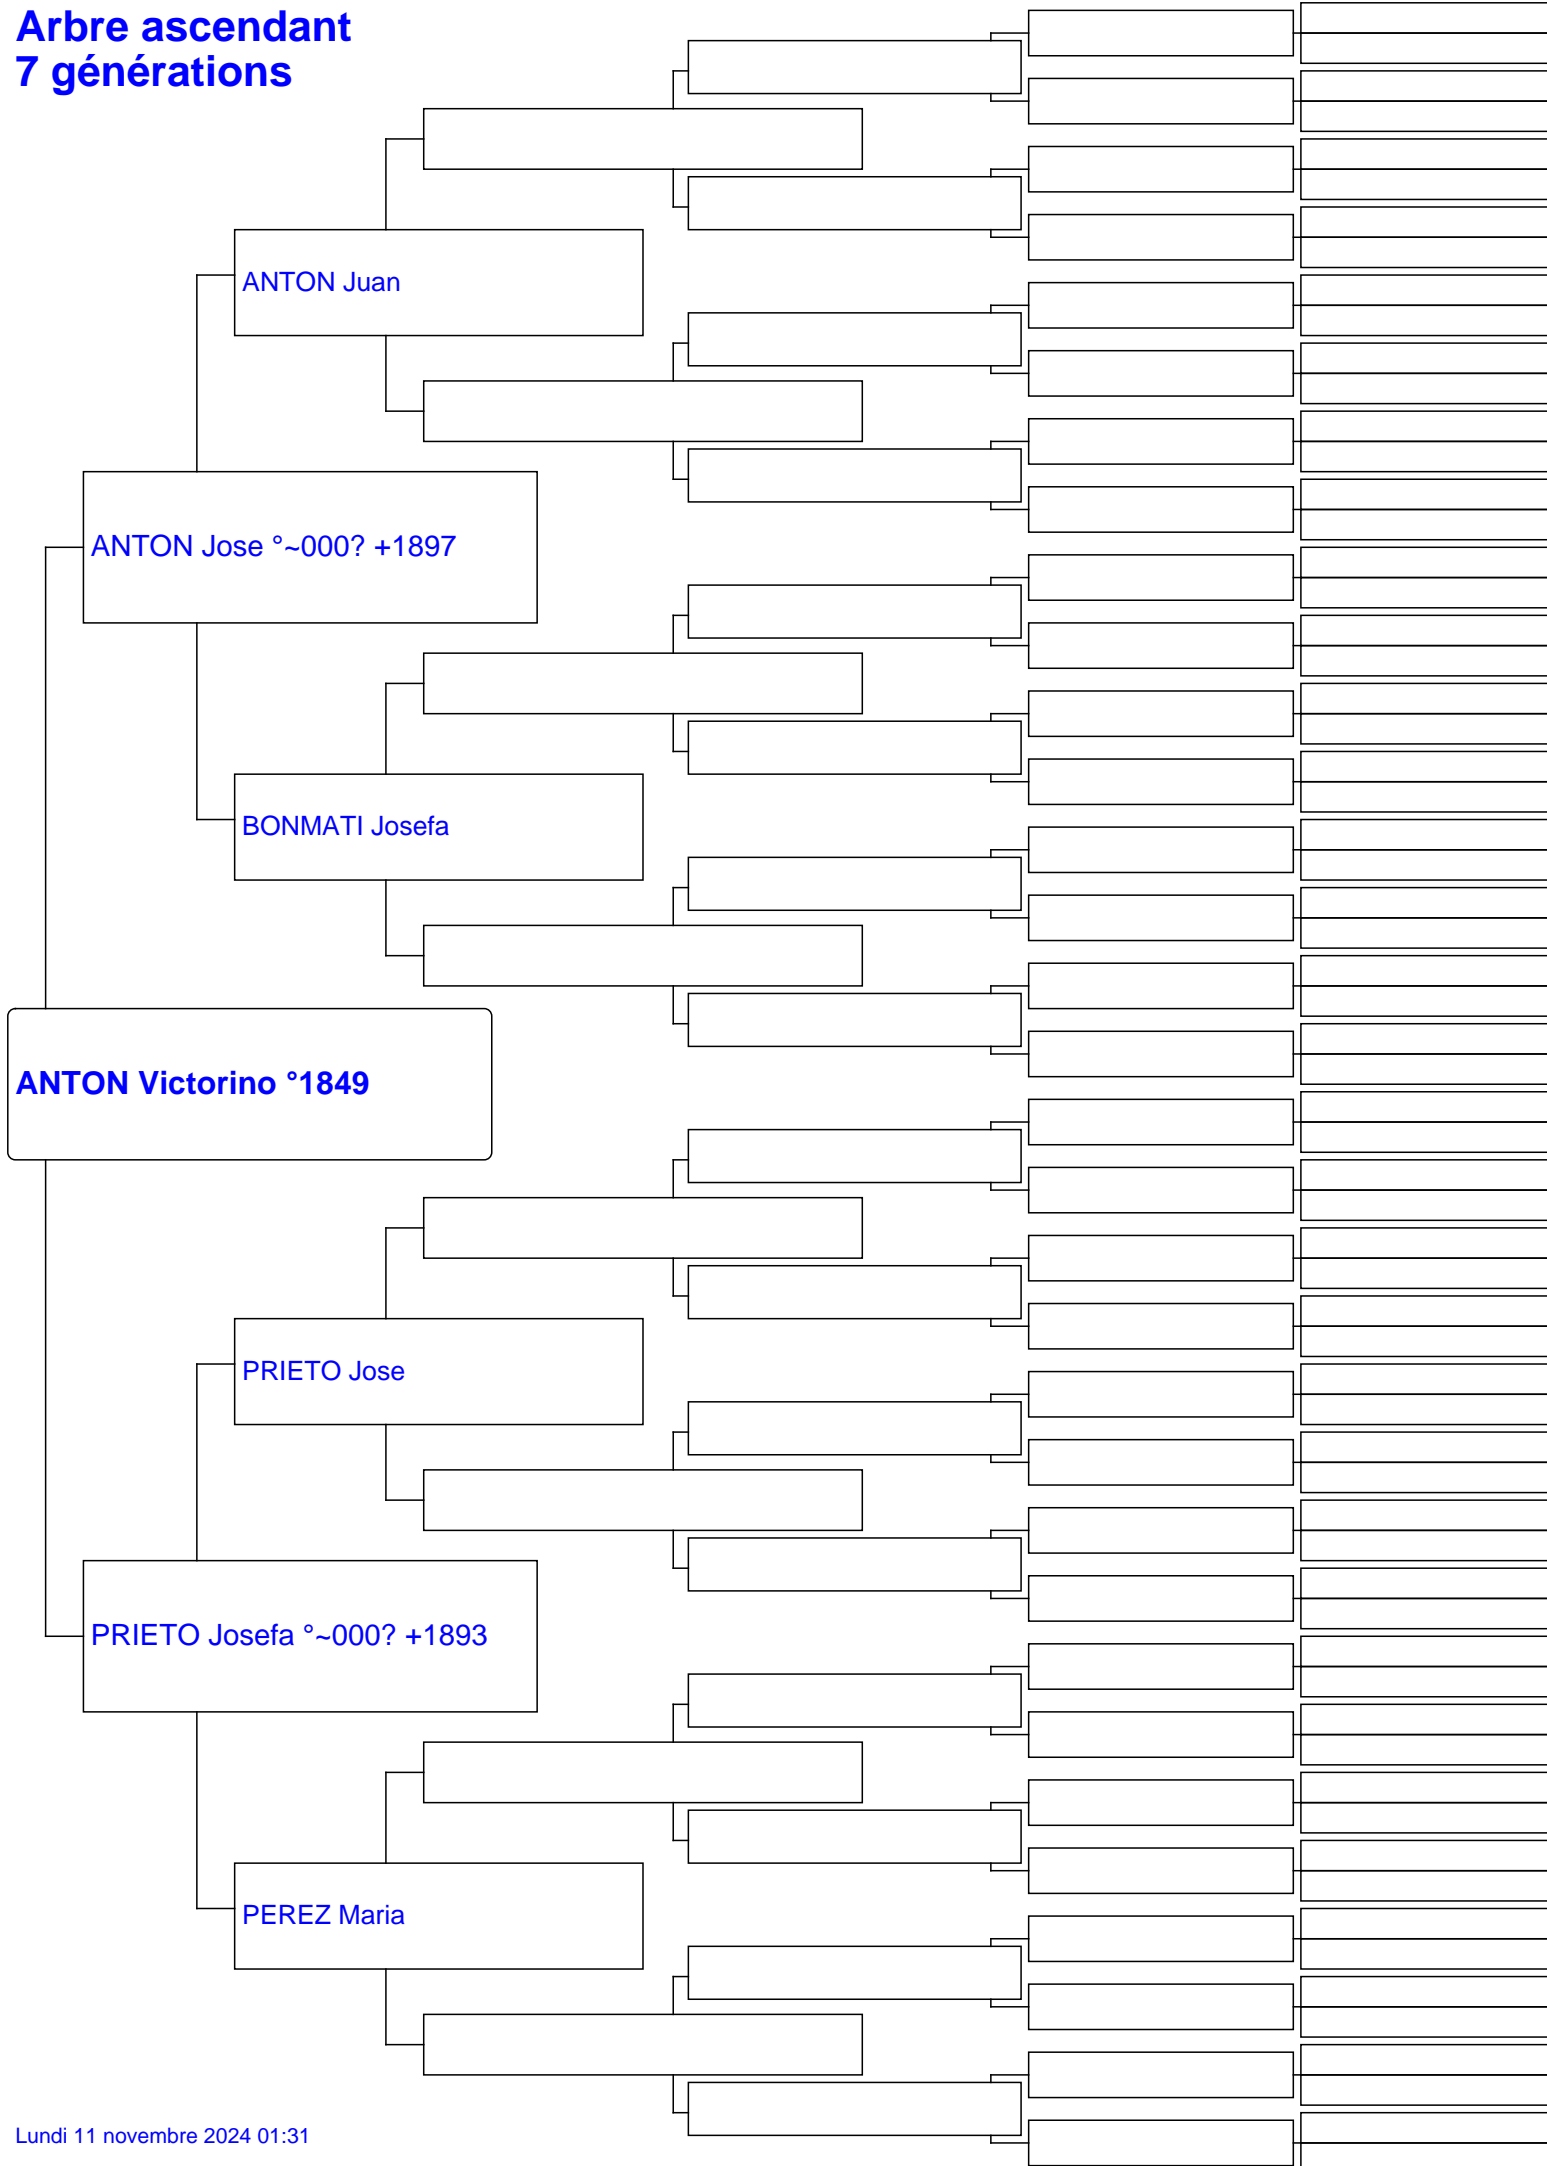 Arbre ascendant
7 générations
ANTON Juan
ANTON Jose °~000? +1897
BONMATI Josefa
ANTON Victorino °1849
PRIETO Jose
PRIETO Josefa °~000? +1893
PEREZ Maria
Lundi 11 novembre 2024 01:31